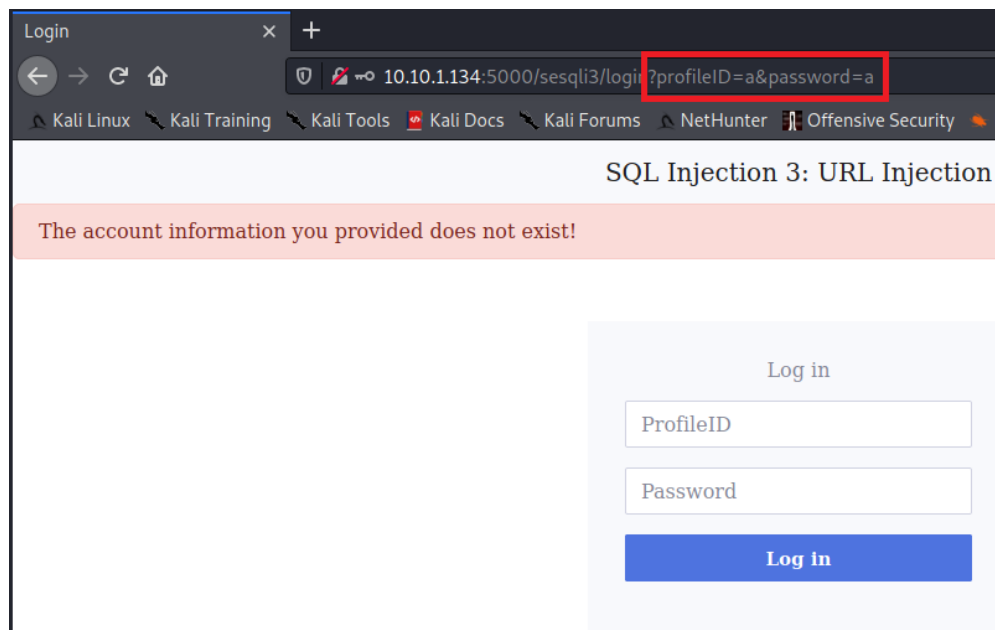 Login × +
10.10.1.134:5000/sesqli3/login?profileID=a&password=a
Kali Linux Kali Training Kali Tools Kali Docs Kali Forums NetHunter Offensive Security
SQL Injection 3: URL Injection
The account information you provided does not exist!
Log in
ProfileID
Password
Log in